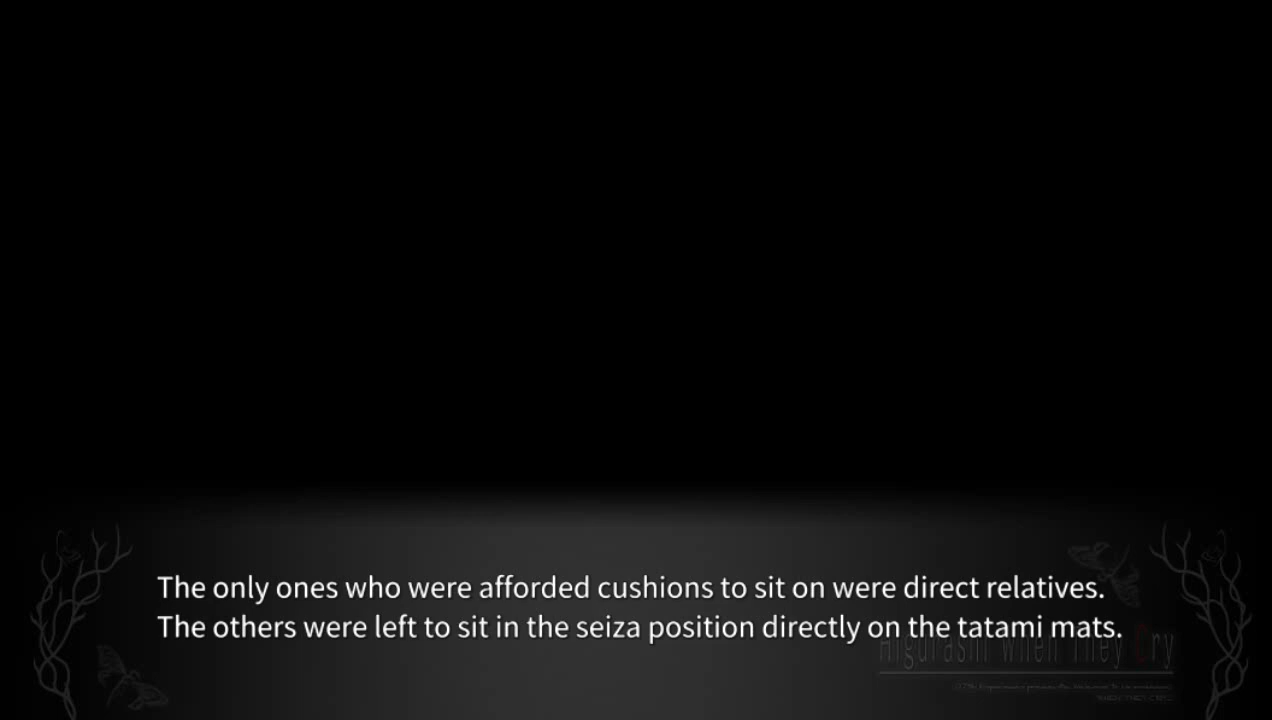 The only ones who were afforded cushions to sit on were direct relatives.
The others were left to sit in the seiza position directly on the tatami mats.
Higurashi When They Cry